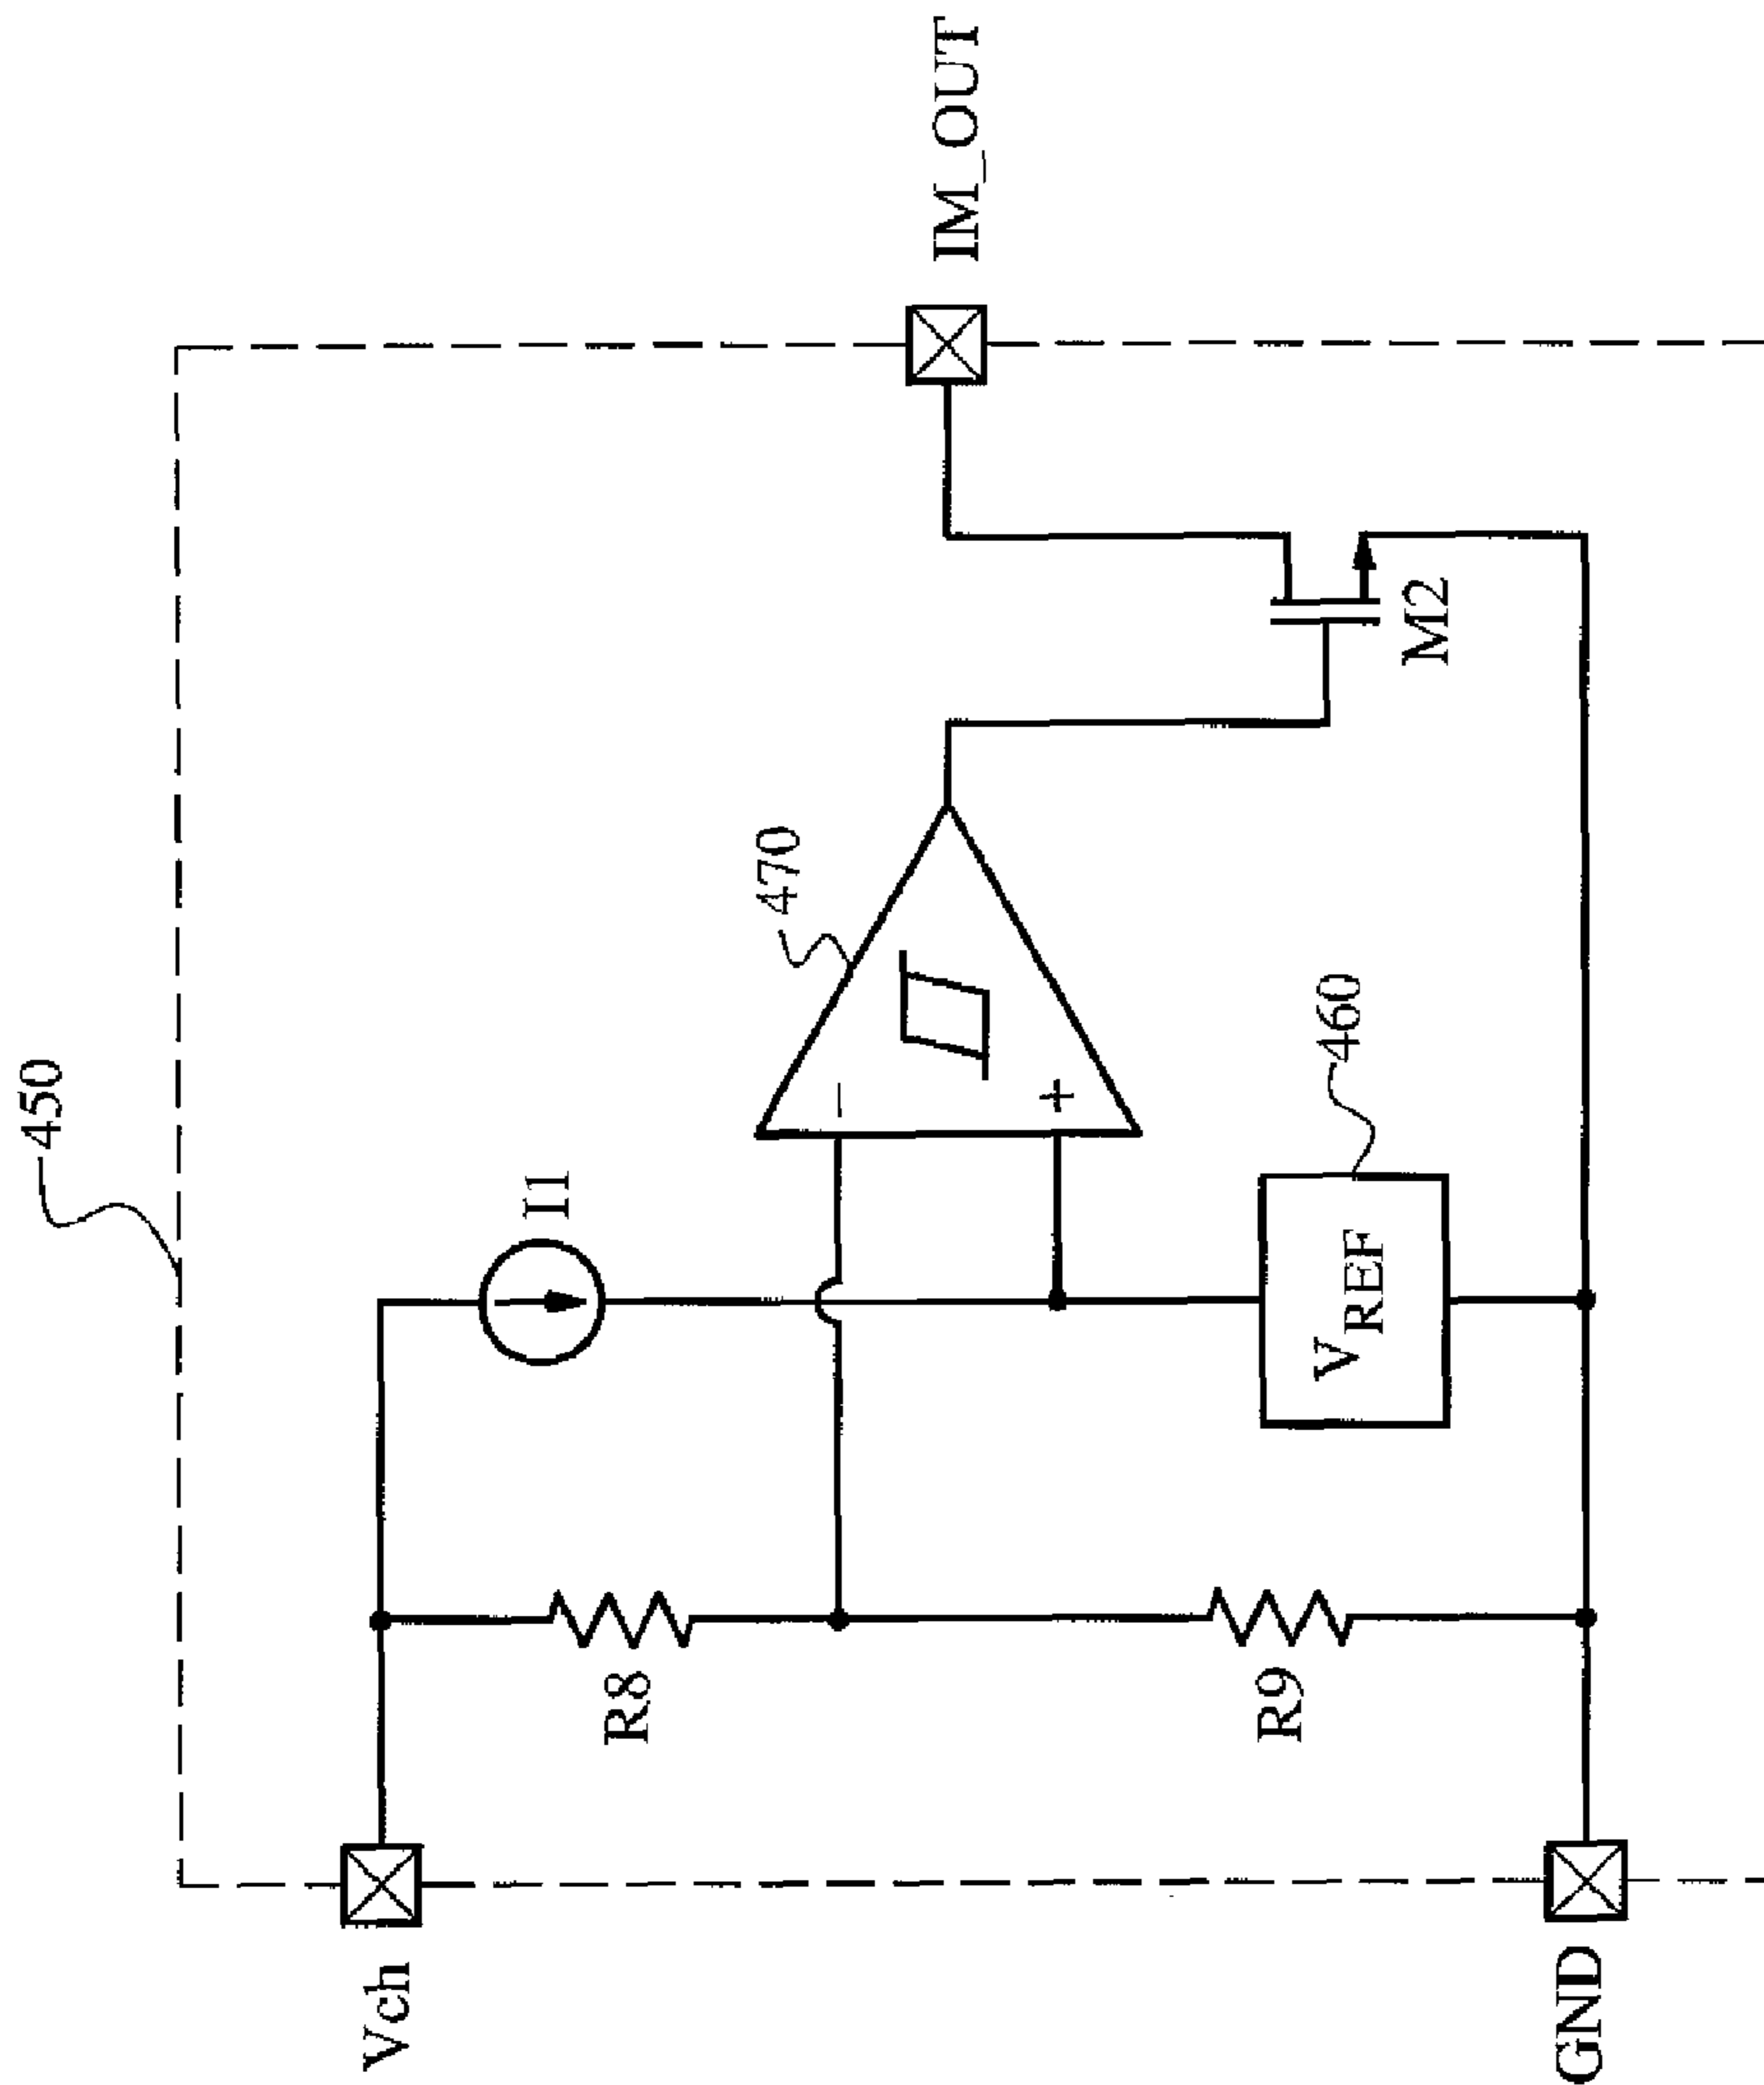 450
Vch
R8
I1
470
−
+
IM_OUT
R9
VREF
460
M2
GND